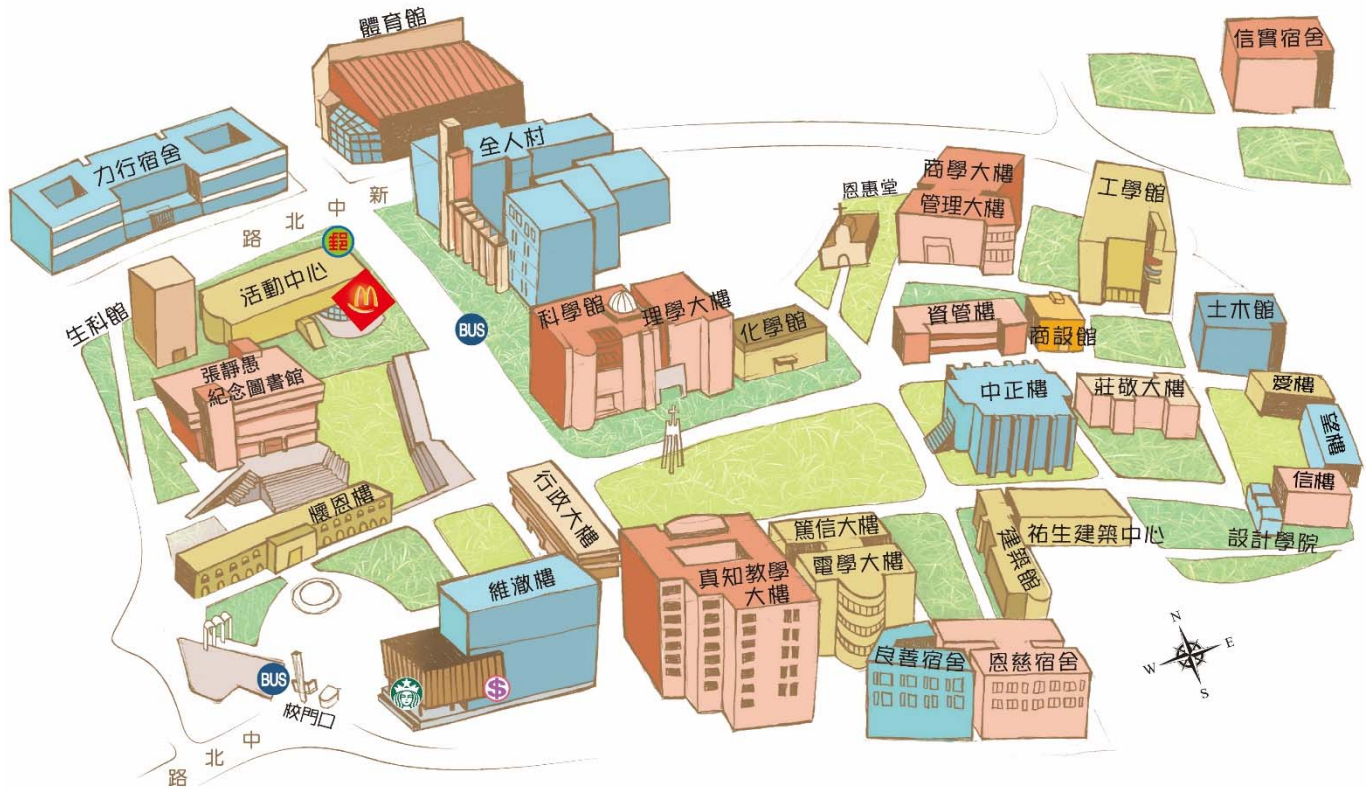 體育館
信實宿舍
力行宿舍
全人村
商學大樓
工學館
恩惠堂
管理大樓
新中北路
郵
活動中心
生科館
BUS
科學館
理學大樓
化學館
資管樓
商設館
土木館
張靜愚
紀念圖書館
中正樓
莊敬大樓
愛樓
望樓
信樓
懷恩樓
行政大樓
篤信大樓
祐生建築中心
設計學院
建築館
維澈樓
真知教學
大樓
電學大樓
良善宿舍
恩慈宿舍
N
W
E
S
BUS
$
校門口
中北路